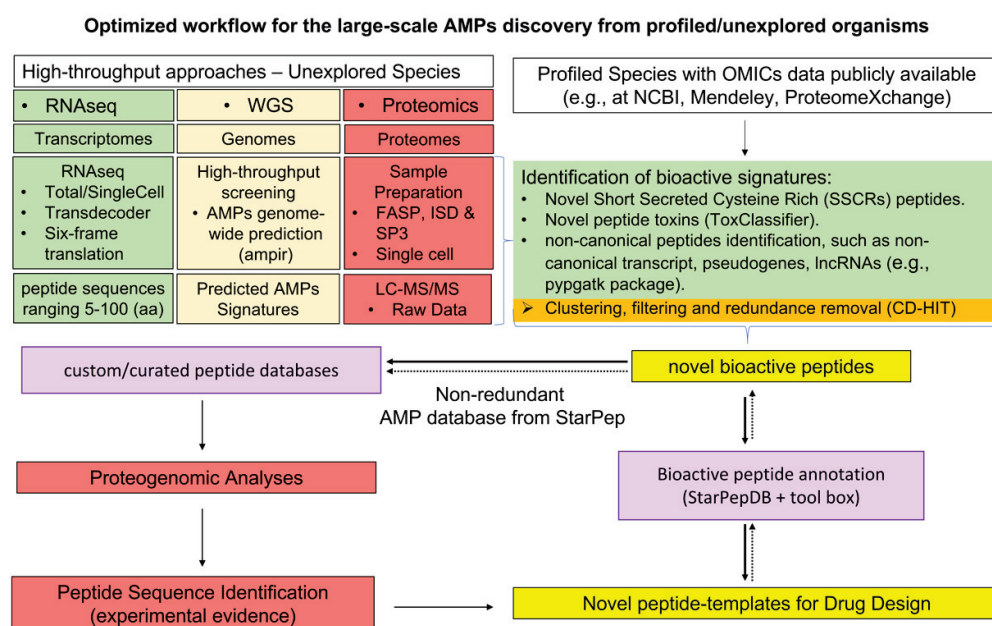 Optimized workflow for the large-scale AMPs discovery from profiled/unexplored organisms
High-throughput approaches – Unexplored Species
• RNAseq
• WGS
• Proteomics
Transcriptomes
Genomes
Proteomes
RNAseq
• Total/SingleCell
• Transdecoder
• Six-frame
translation
High-throughput
screening
• AMPs genome-
wide prediction
(ampir)
Sample
Preparation
• FASP, ISD &
SP3
• Single cell
peptide sequences
ranging 5-100 (aa)
Predicted AMPs
Signatures
LC-MS/MS
• Raw Data
Profiled Species with OMICs data publicly available
(e.g., at NCBI, Mendeley, ProteomeXchange)
Identification of bioactive signatures:
• Novel Short Secreted Cysteine Rich (SSCRs) peptides.
• Novel peptide toxins (ToxClassifier).
• non-canonical peptides identification, such as non-
canonical transcript, pseudogenes, lncRNAs (e.g.,
pypgatk package).
➢ Clustering, filtering and redundance removal (CD-HIT)
custom/curated peptide databases
novel bioactive peptides
Non-redundant
AMP database from StarPep
Proteogenomic Analyses
Bioactive peptide annotation
(StarPepDB + tool box)
Peptide Sequence Identification
(experimental evidence)
Novel peptide-templates for Drug Design